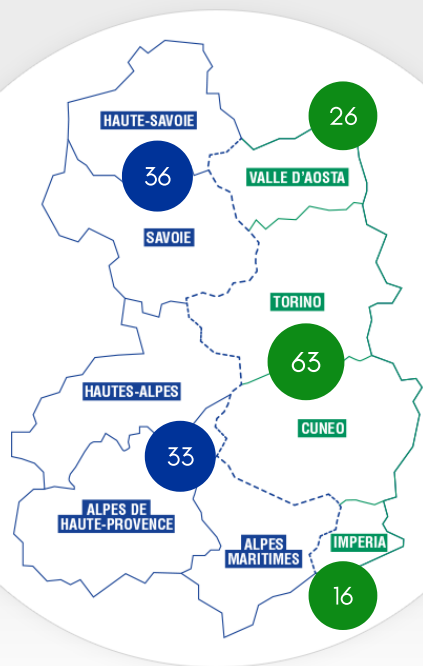 HAUTE-SAVOIE
26
36
VALLE D'AOSTA
SAVOIE
TORINO
63
HAUTES-ALPES
CUNEO
33
ALPES DE
HAUTE-PROVENCE
ALPES
MARITIMES
IMPERIA
16